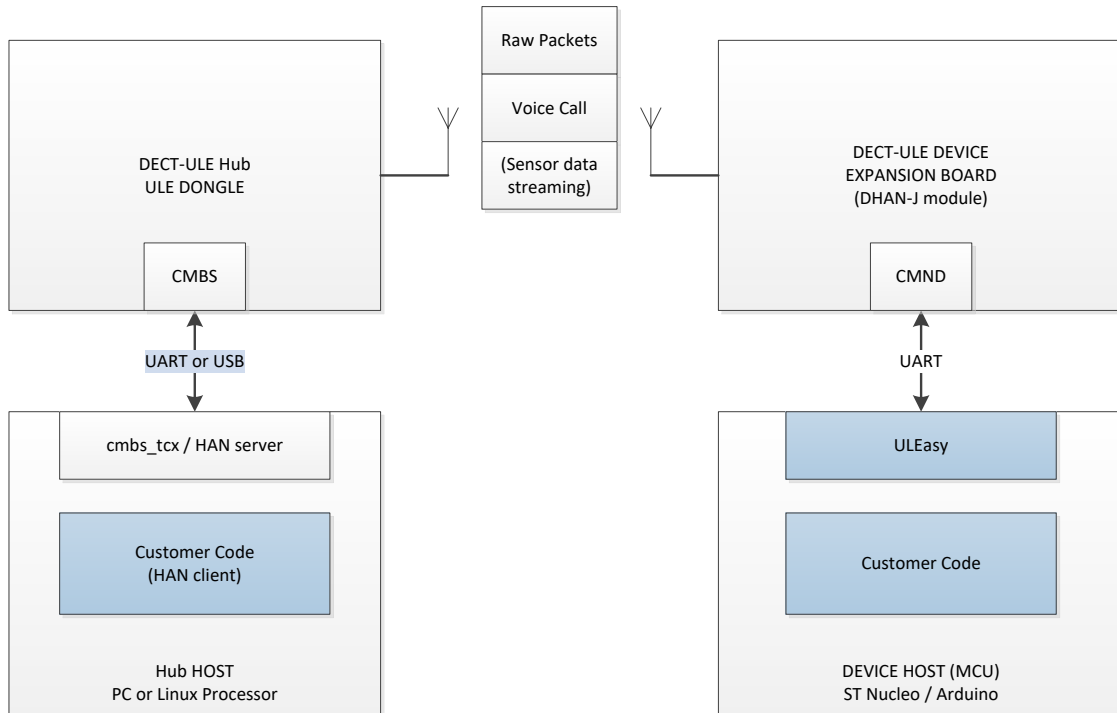 Raw Packets
Voice Call
(Sensor data
streaming)
DECT-ULE Hub
ULE DONGLE
CMBS
DECT-ULE DEVICE
EXPANSION BOARD
(DHAN-J module)
CMND
UART or USB
UART
cmbs_tcx / HAN server
Customer Code
(HAN client)
Hub HOST
PC or Linux Processor
ULEasy
Customer Code
DEVICE HOST (MCU)
ST Nucleo / Arduino